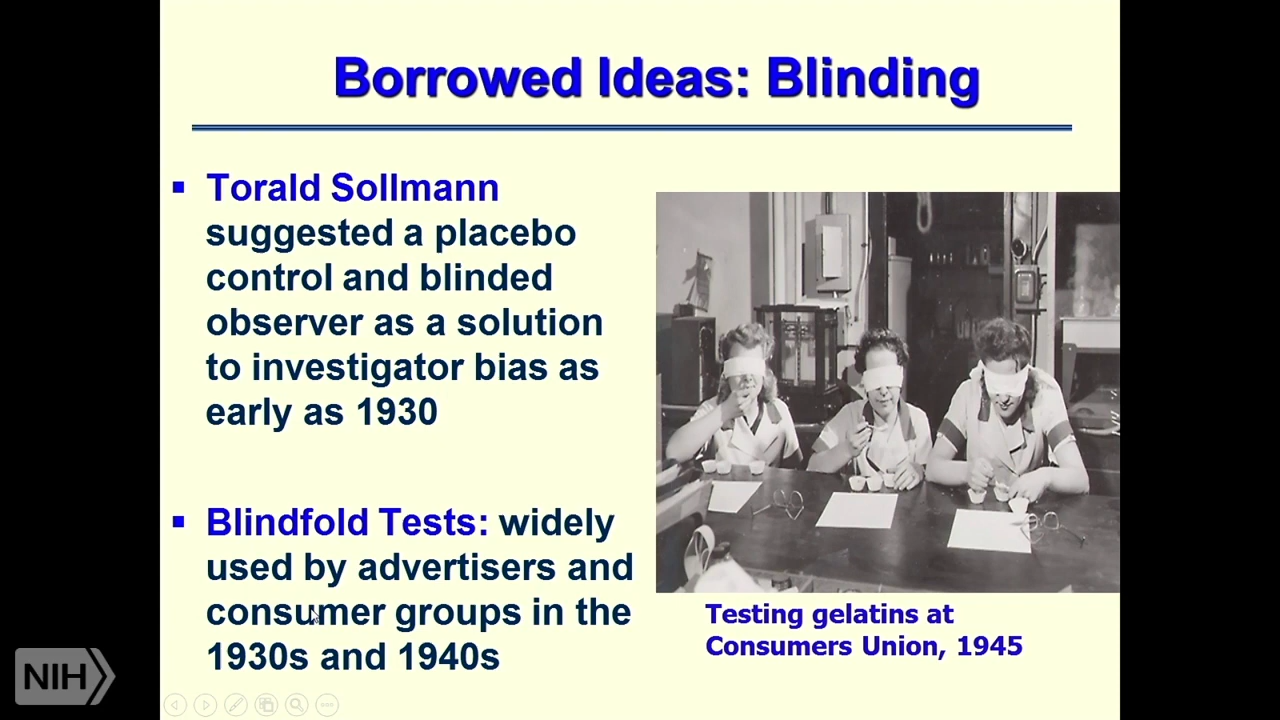 Borrowed Ideas: Blinding
Torald Sollmann
suggested a placebo
control and blinded
observer as a solution
to investigator bias as
early as 1930
Blindfold Tests: widely
used by advertisers and
consumer groups in the
1930s and 1940s
Testing gelatins at
Consumers Union, 1945
NIH